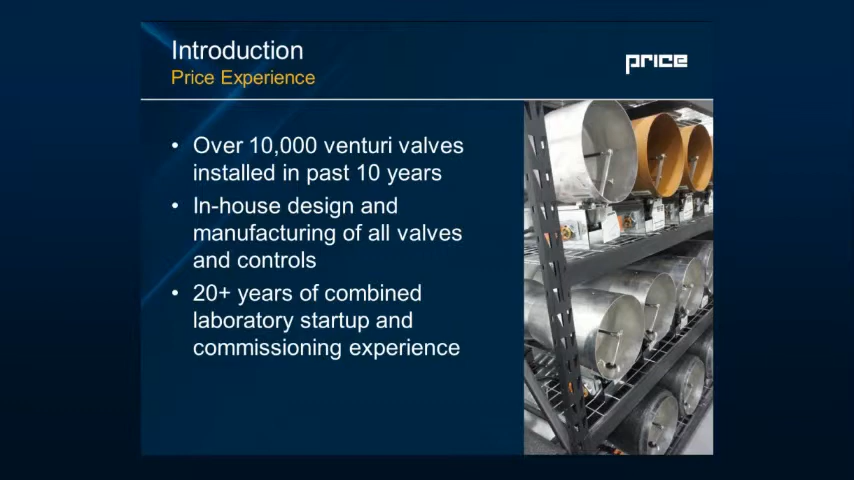 Introduction
Price Experience
price
• Over 10,000 venturi valves
installed in past 10 years
• In-house design and
manufacturing of all valves
and controls
• 20+ years of combined
laboratory startup and
commissioning experience